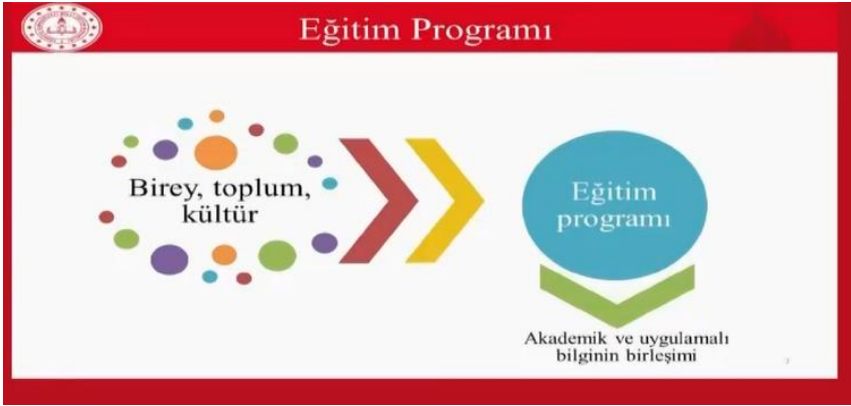 Eğitim Programı
Birey, toplum,
kültür
Eğitim
programı
Akademik ve uygulamalı
bilginin birleşimi